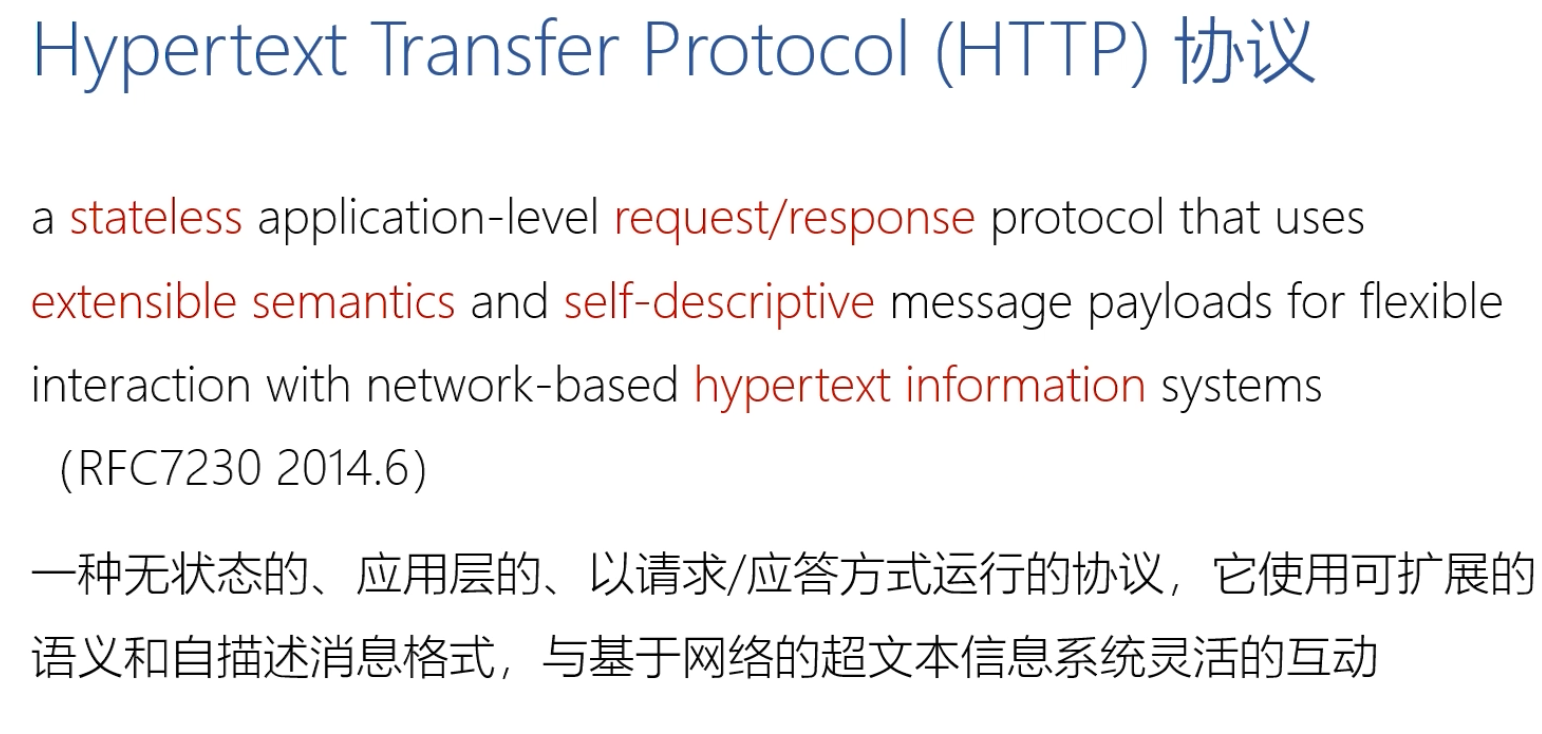 Hypertext Transfer Protocol (HTTP) 协议
a stateless application-level request/response protocol that uses
extensible semantics and self-descriptive message payloads for flexible
interaction with network-based hypertext information systems
（RFC7230 2014.6）
一种无状态的、应用层的、以请求/应答方式运行的协议，它使用可扩展的
语义和自描述消息格式，与基于网络的超文本信息系统灵活的互动